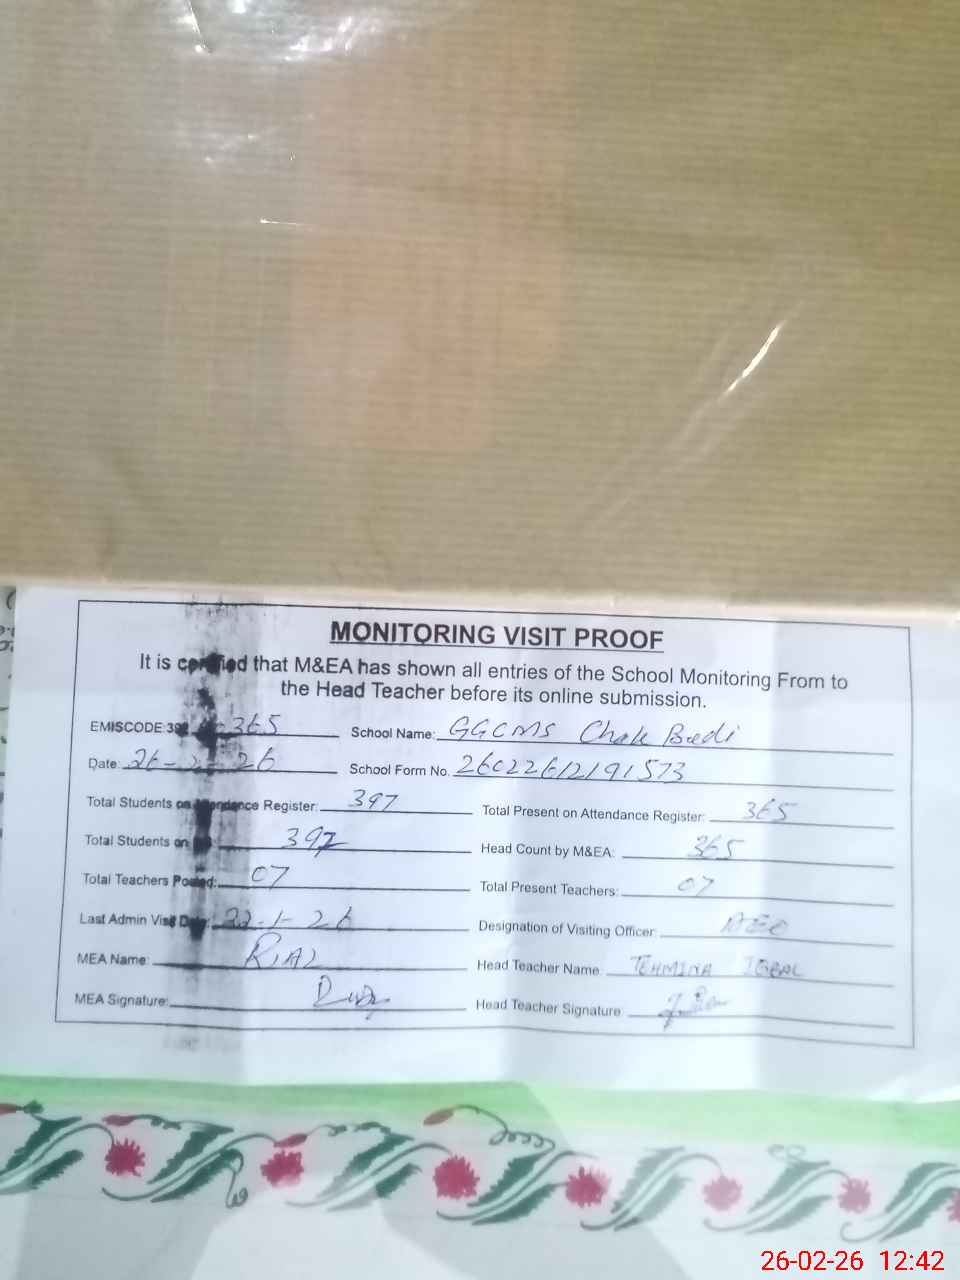 MONITORING VISIT PROOF
It is certified that M&EA has shown all entries of the School Monitoring From to
the Head Teacher before its online submission.
EMISCODE:39 365 School Name: GGCMS Chak Bedi
Date: 26-2-26 School Form No. 26022612191573
Total Students on Attendance Register: 397 Total Present on Attendance Register: 365
Total Students on : 397 Head Count by M&EA: 365
Total Teachers Posted: 07 Total Present Teachers: 07
Last Admin Visit Date: 22-1-26 Designation of Visiting Officer: AEO
MEA Name: Head Teacher Name TEHMINA IQBAL
MEA Signature: Head Teacher Signature
26-02-26 12:42